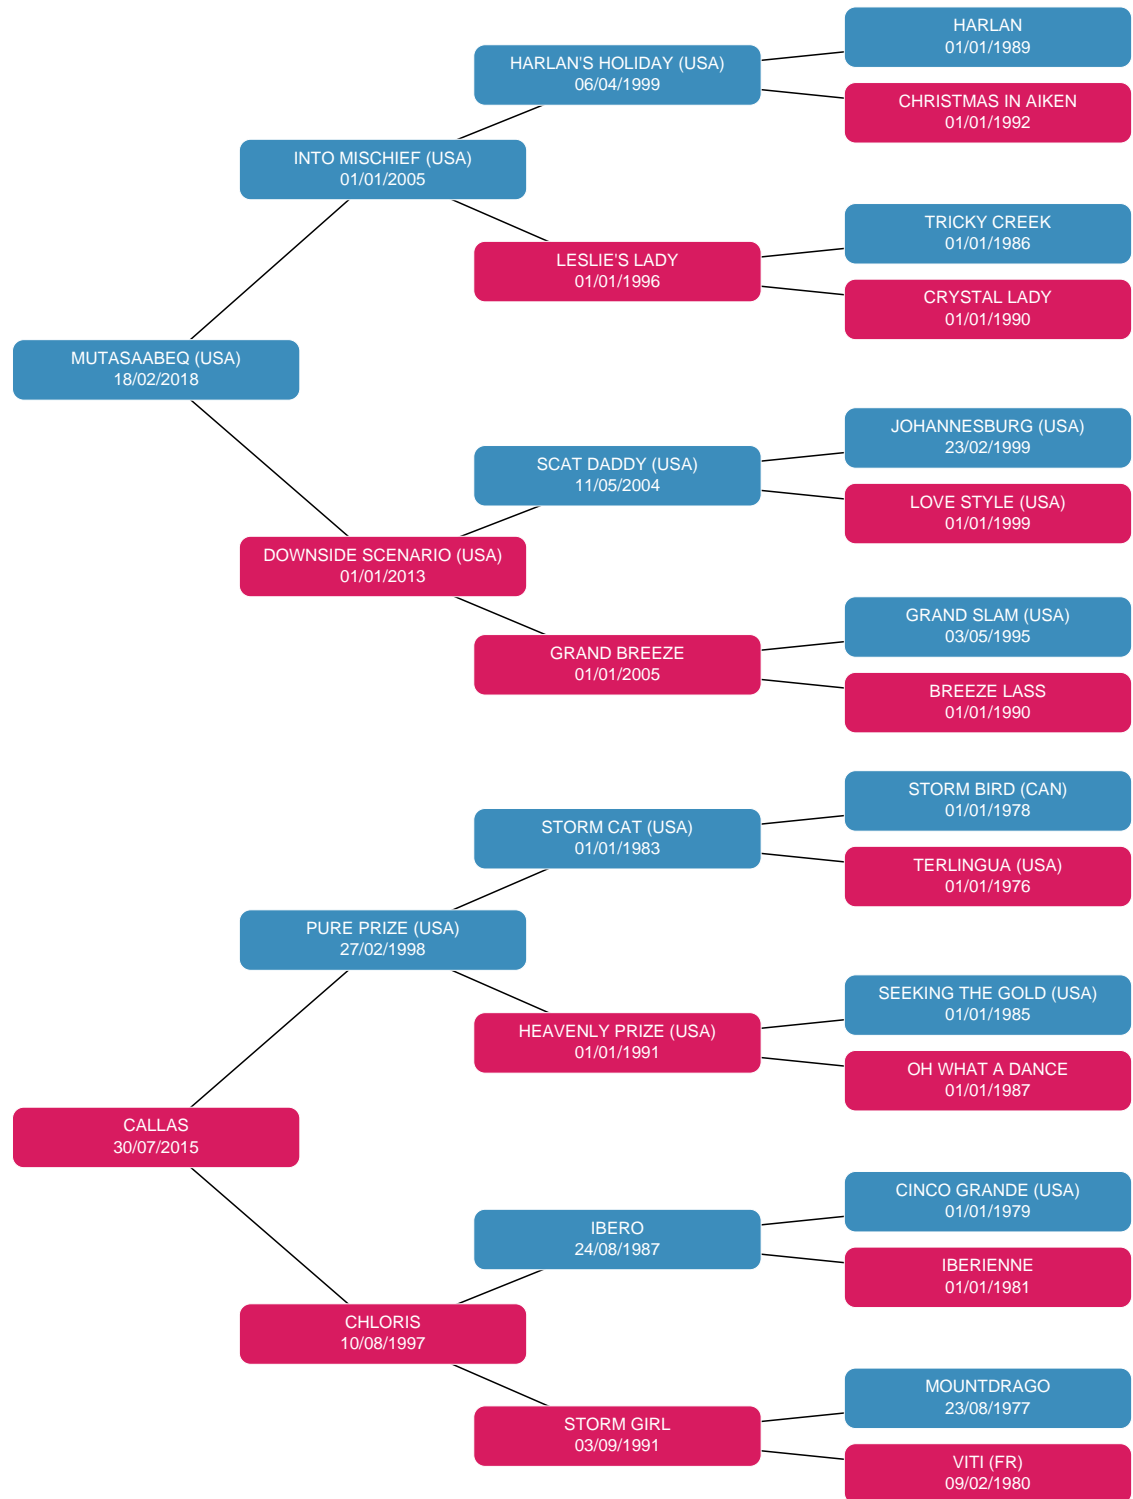 HARLAN
01/01/1989
HARLAN'S HOLIDAY (USA)
06/04/1999
CHRISTMAS IN AIKEN
01/01/1992
INTO MISCHIEF (USA)
01/01/2005
TRICKY CREEK
01/01/1986
LESLIE'S LADY
01/01/1996
CRYSTAL LADY
01/01/1990
MUTASAABEQ (USA)
18/02/2018
JOHANNESBURG (USA)
23/02/1999
SCAT DADDY (USA)
11/05/2004
LOVE STYLE (USA)
01/01/1999
DOWNSIDE SCENARIO (USA)
01/01/2013
GRAND SLAM (USA)
03/05/1995
GRAND BREEZE
01/01/2005
BREEZE LASS
01/01/1990
STORM BIRD (CAN)
01/01/1978
STORM CAT (USA)
01/01/1983
TERLINGUA (USA)
01/01/1976
PURE PRIZE (USA)
27/02/1998
SEEKING THE GOLD (USA)
01/01/1985
HEAVENLY PRIZE (USA)
01/01/1991
OH WHAT A DANCE
01/01/1987
CALLAS
30/07/2015
CINCO GRANDE (USA)
01/01/1979
IBERO
24/08/1987
IBERIENNE
01/01/1981
CHLORIS
10/08/1997
MOUNTDRAGO
23/08/1977
STORM GIRL
03/09/1991
VITI (FR)
09/02/1980